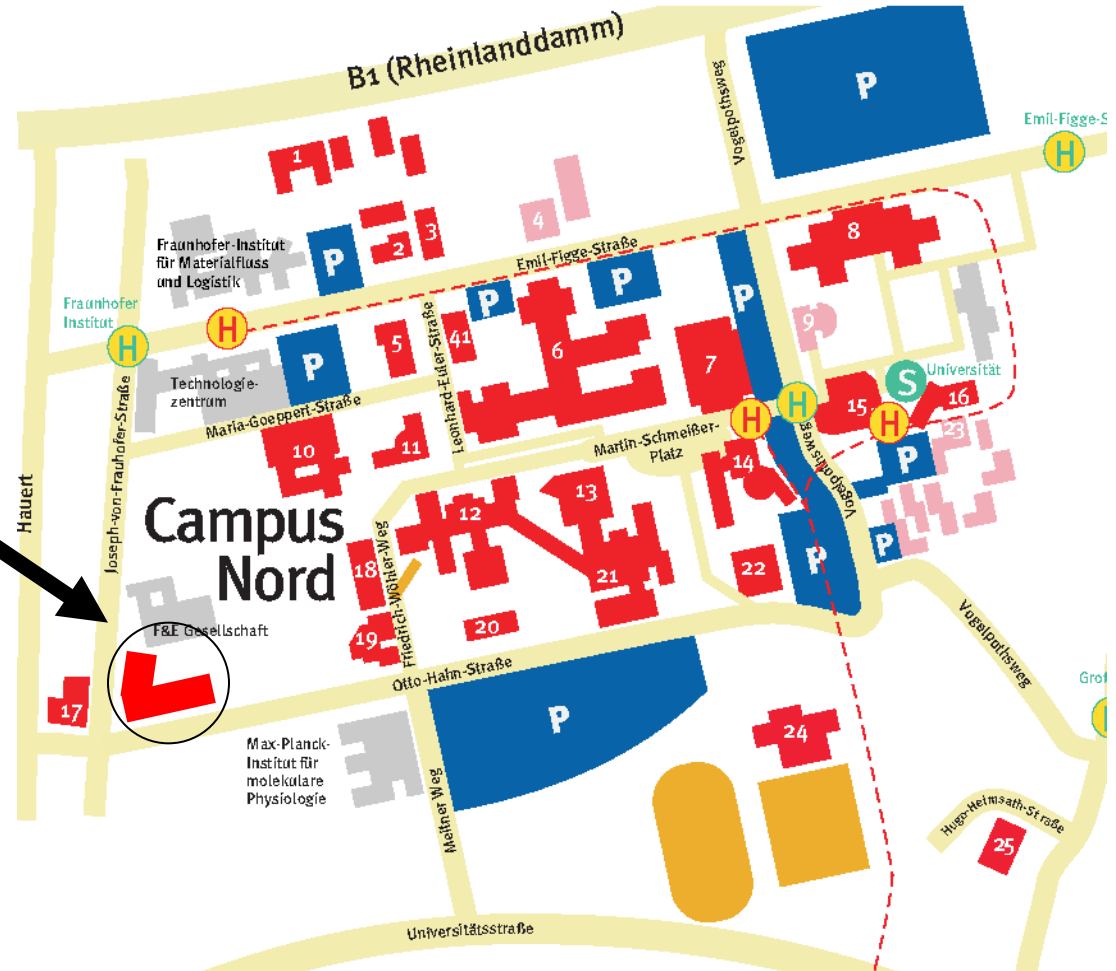 B1 (Rheinlanddamm)
Vogelpothsweg
P
Emil-Figge-S
H
1
4
Fraunhofer-Institut
für Materialfluss
und Logistik
P
2
3
8
Emil-Figge-Straße
Fraunhofer
Institut
H
H
P
P
P
9
5
41
6
7
Leonhard-Euler-Straße
Technologie-
zentrum
P
Maria-Goeppert-Straße
S
Universität
H
H
15
H
16
Vogelpothsweg
23
10
11
Martin-Schmeißer-
Platz
14
P
Hauert
Joseph-von-Frauhofer-Straße
Campus
Nord
12
13
18
Friedrich-Wöhler-Weg
21
22
P
P
F&E Gesellschaft
19
20
Otto-Hahn-Straße
Vogelpothsweg
17
Grof
P
24
Max-Planck-
Institut für
molekulare
Physiologie
Meitner Weg
Hugo-Heimsath-Straße
25
Universitätsstraße